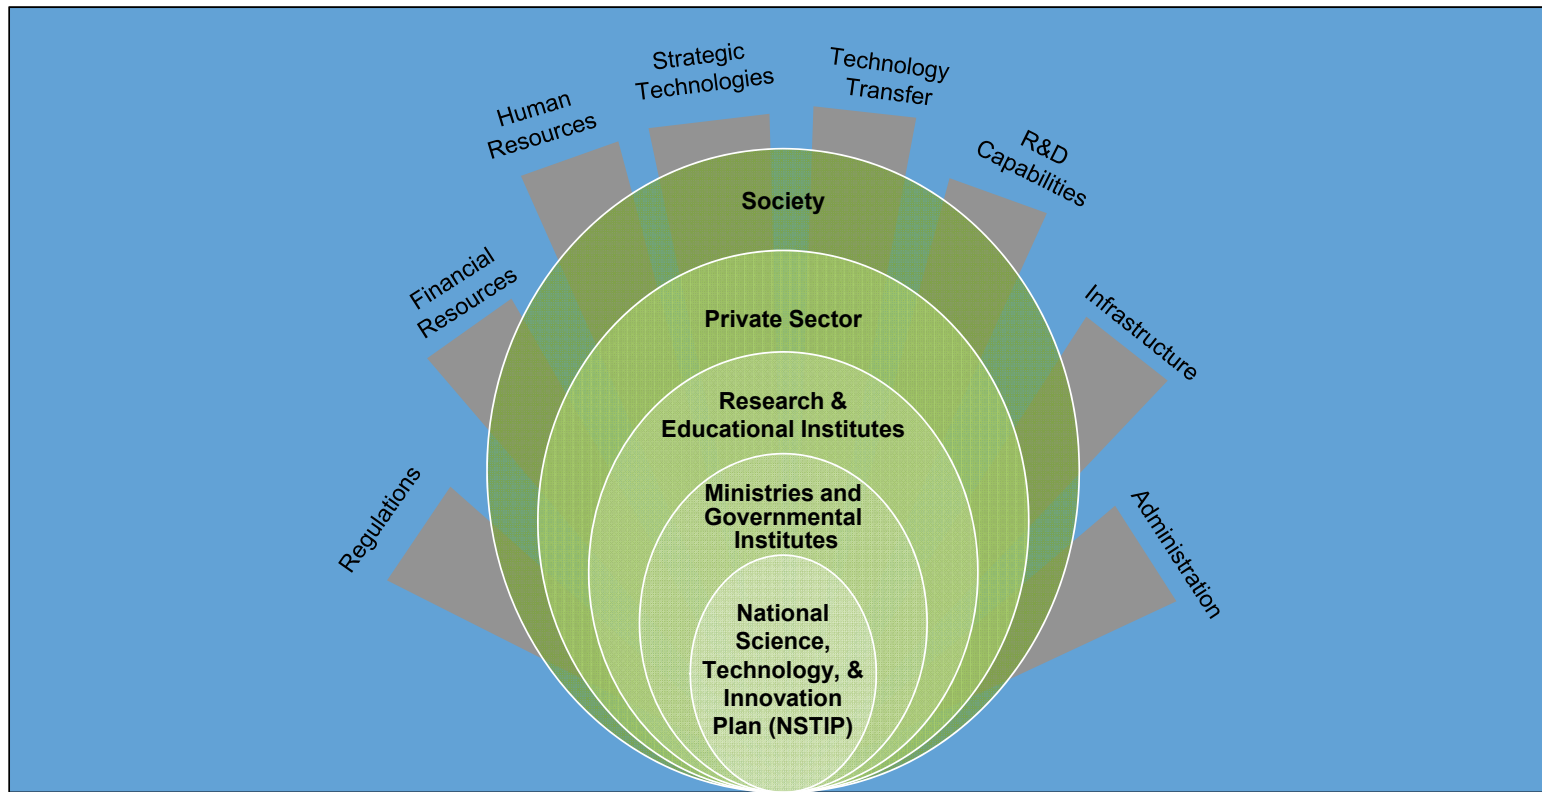 Strategic
Technologies
Technology
Transfer
Human
Resources
R&D
Capabilities
Financial
Resources
Infrastructure
Regulations
Administration
Society
Private Sector
Research &
Educational Institutes
Ministries and
Governmental
Institutes
National
Science,
Technology, &
Innovation
Plan (NSTIP)